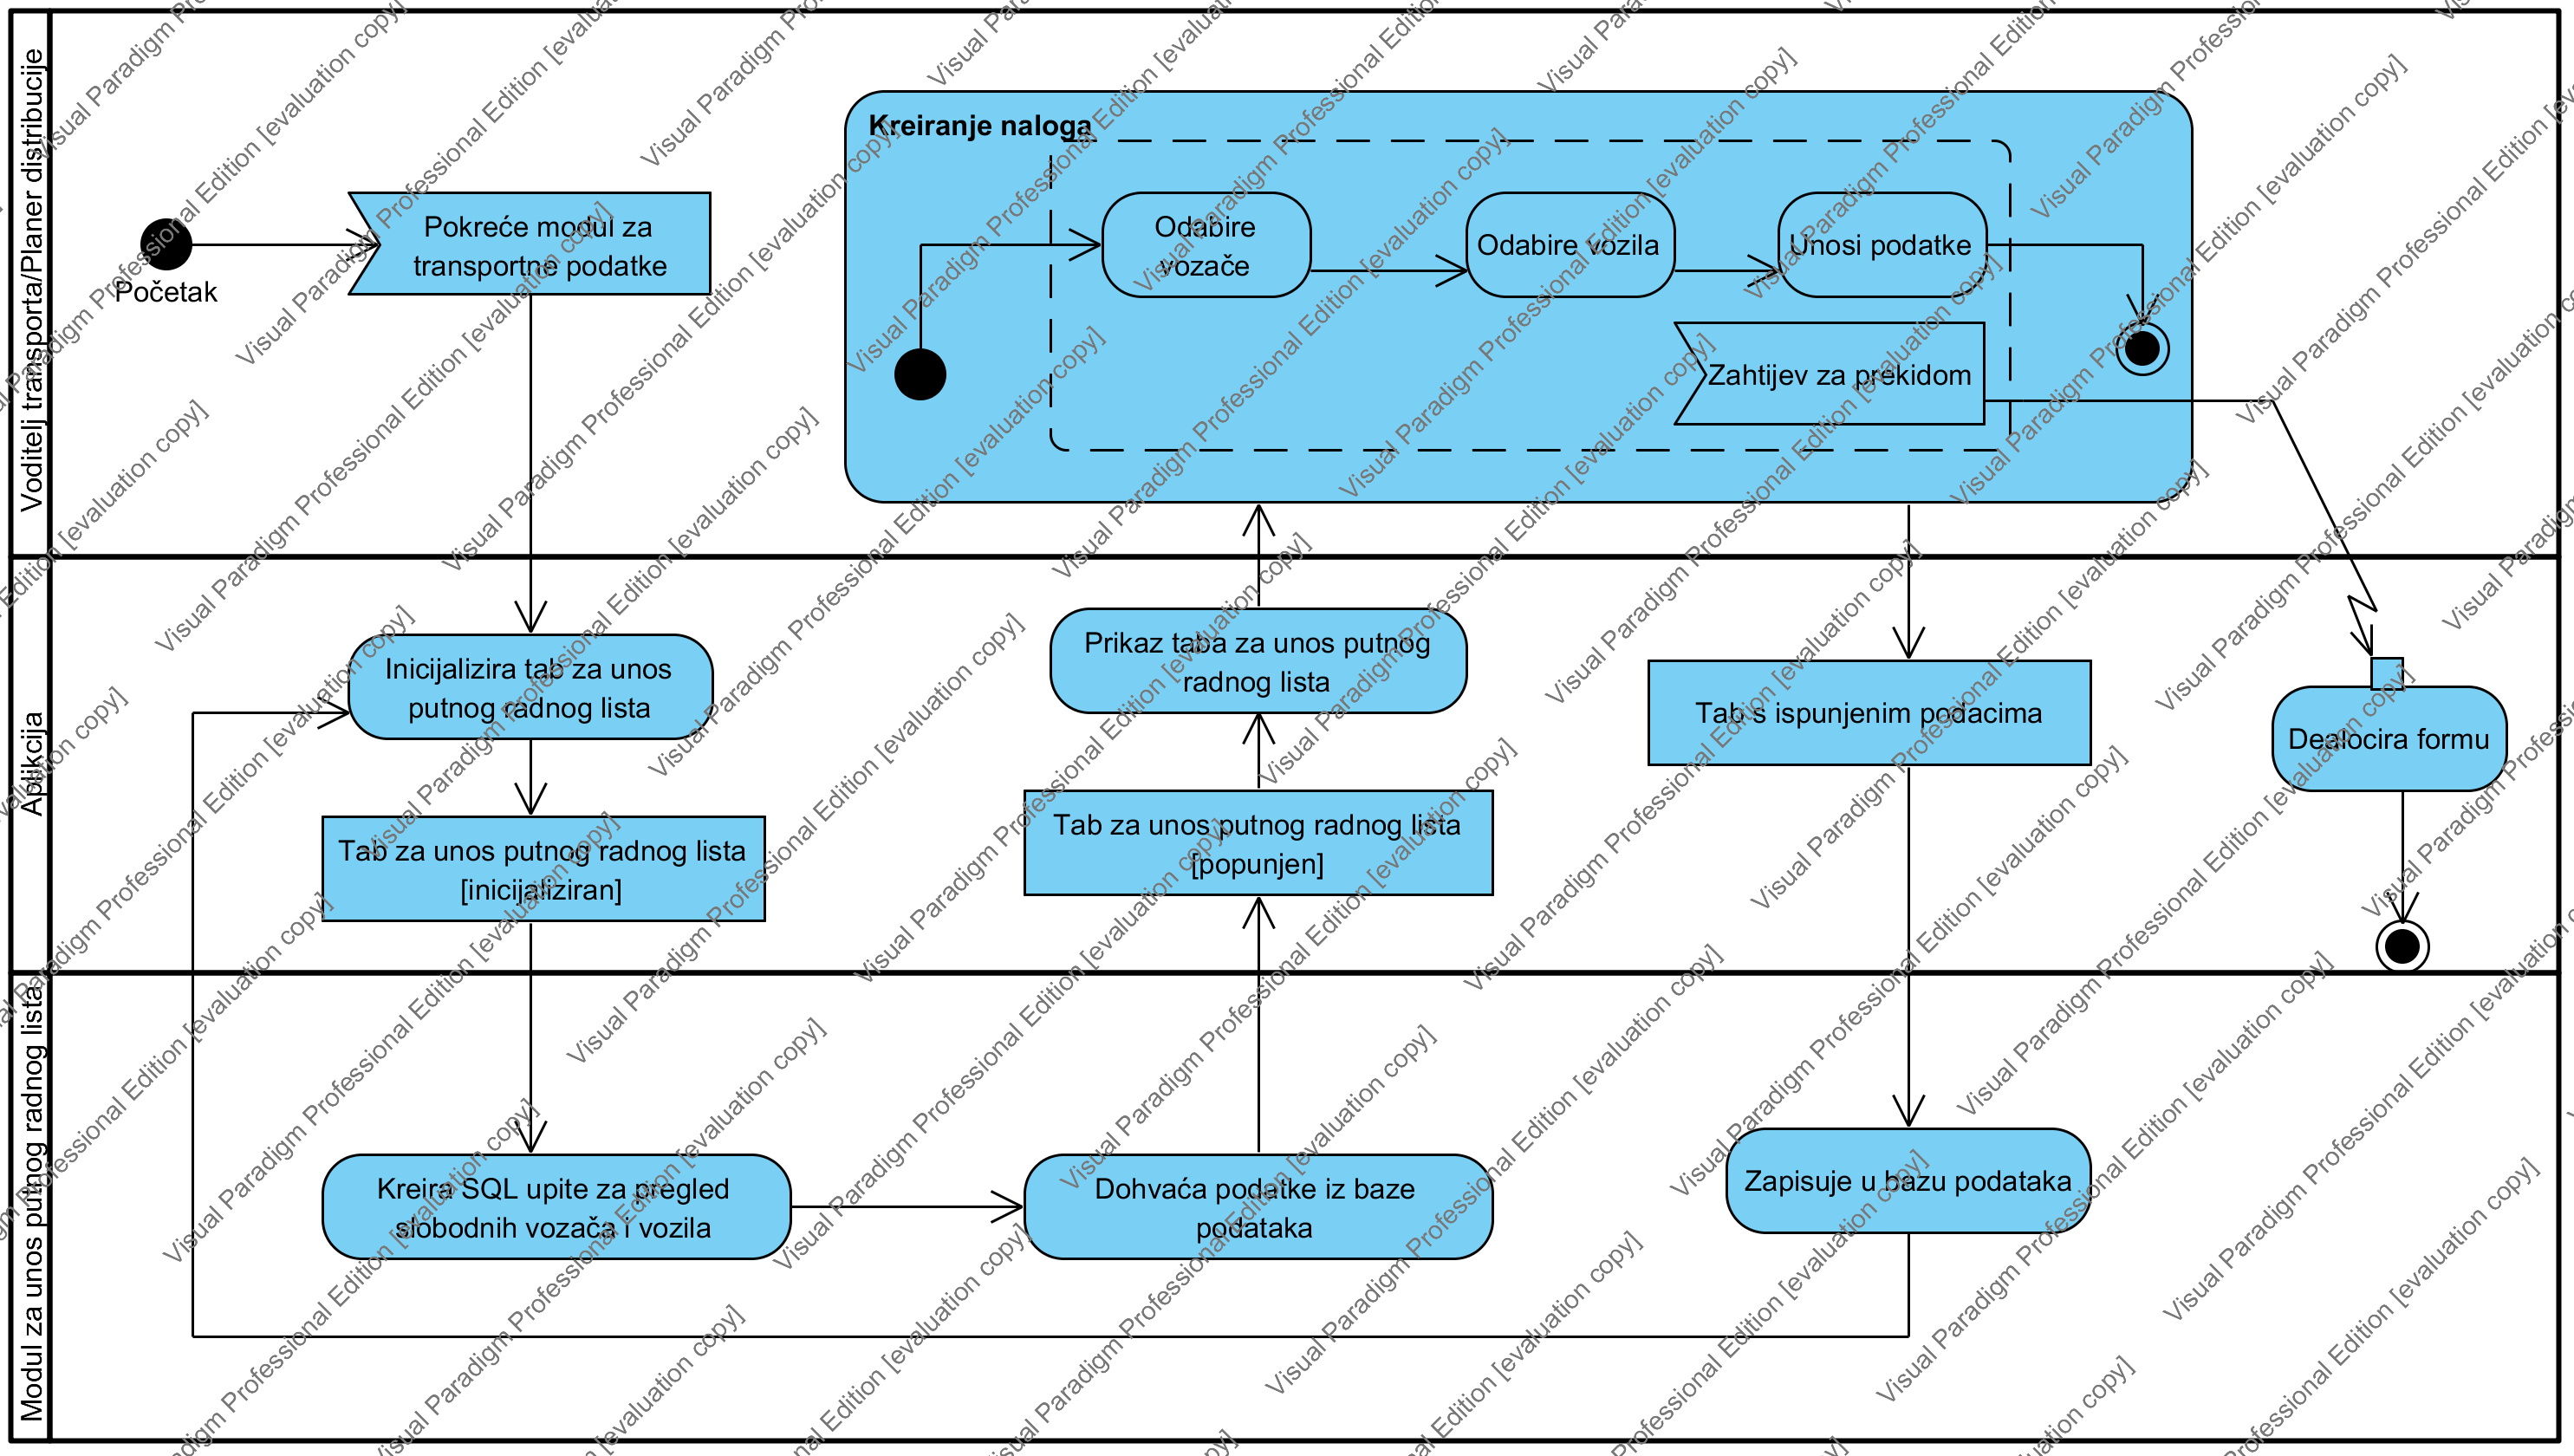 Voditelj transporta/Planer distribucije
Početak
Pokreće modul za
transportne podatke
Kreiranje naloga
Odabire
vozače
Odabire vozila
Unosi podatke
Zahtijev za prekidom
Aplikcija
Inicijalizira tab za unos
putnog radnog lista
Tab za unos putnog radnog lista
[inicijaliziran]
Prikaz taba za unos putnog
radnog lista
Tab za unos putnog radnog lista
[popunjen]
Tab s ispunjenim podacima
Dealocira formu
Modul za unos putnog radnog lista
Kreira SQL upite za pregled
slobodnih vozača i vozila
Dohvaća podatke iz baze
podataka
Zapisuje u bazu podataka
Visual Paradigm Professional Edition [evaluation copy]